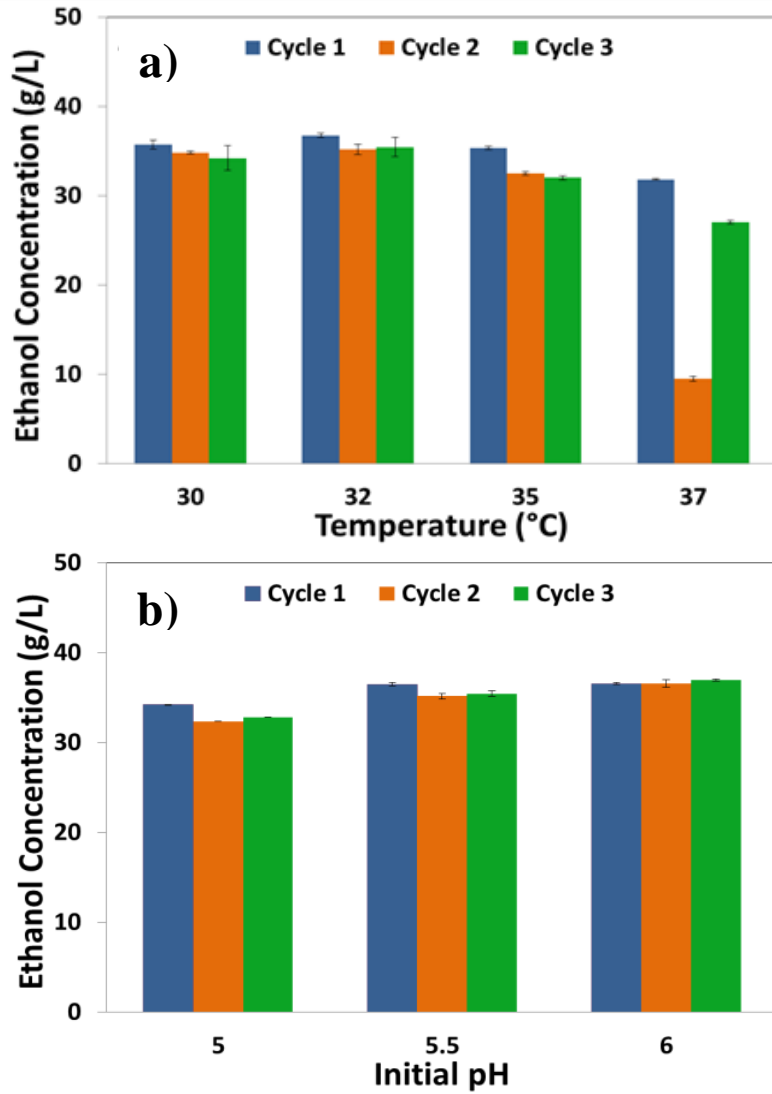 a)
Cycle 1 Cycle 2 Cycle 3
Ethanol Concentration (g/L)
50
40
30
20
10
0
30 32 35 37
Temperature (°C)
b)
Cycle 1 Cycle 2 Cycle 3
Ethanol Concentration (g/L)
50
40
30
20
10
0
5 5.5 6
Initial pH